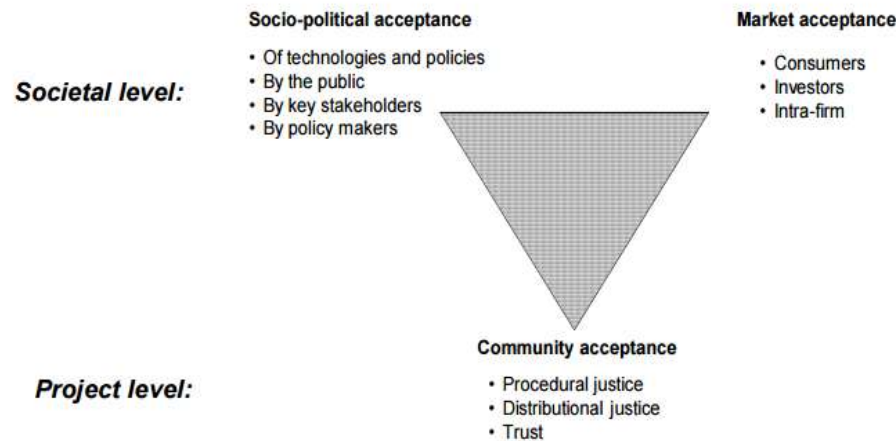 Socio-political acceptance
• Of technologies and policies
• By the public
• By key stakeholders
• By policy makers
Market acceptance
• Consumers
• Investors
• Intra-firm
Societal level:
Community acceptance
• Procedural justice
• Distributional justice
• Trust
Project level: